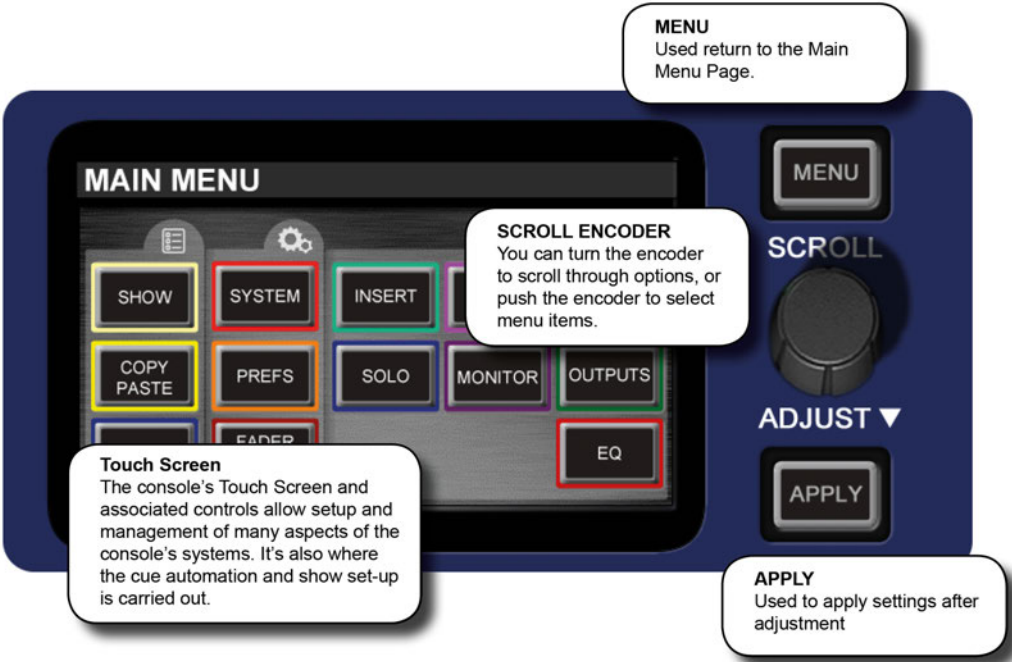 MENU
Used return to the Main
Menu Page.
MAIN MENU
MENU
SCROLL ENCODER
You can turn the encoder
to scroll through options, or
push the encoder to select
menu items.
SCROLL
SHOW
SYSTEM
INSERT
COPY
PASTE
PREFS
SOLO
MONITOR
OUTPUTS
ADJUST ▼
FADER
EQ
Touch Screen
The console's Touch Screen and
associated controls allow setup and
management of many aspects of the
console's systems. It's also where
the cue automation and show set-up
is carried out.
APPLY
APPLY
Used to apply settings after
adjustment